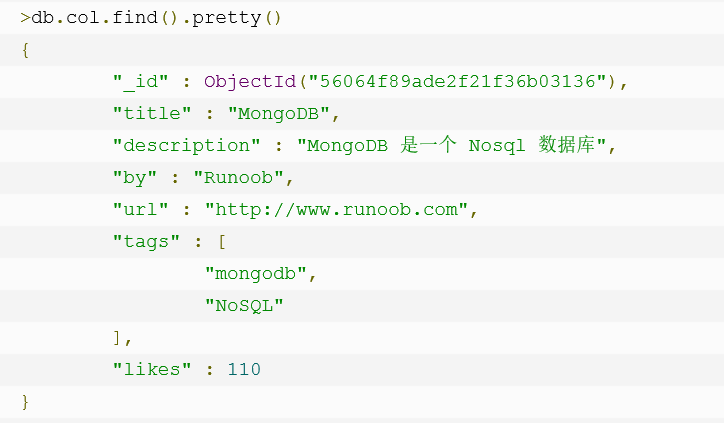 >db.col.find().pretty()
{
"_id" : ObjectId("56064f89ade2f21f36b03136"),
"title" : "MongoDB",
"description" : "MongoDB 是一个 Nosql 数据库",
"by" : "Runoob",
"url" : "http://www.runoob.com",
"tags" : [
"mongodb",
"NoSQL"
],
"likes" : 110
}